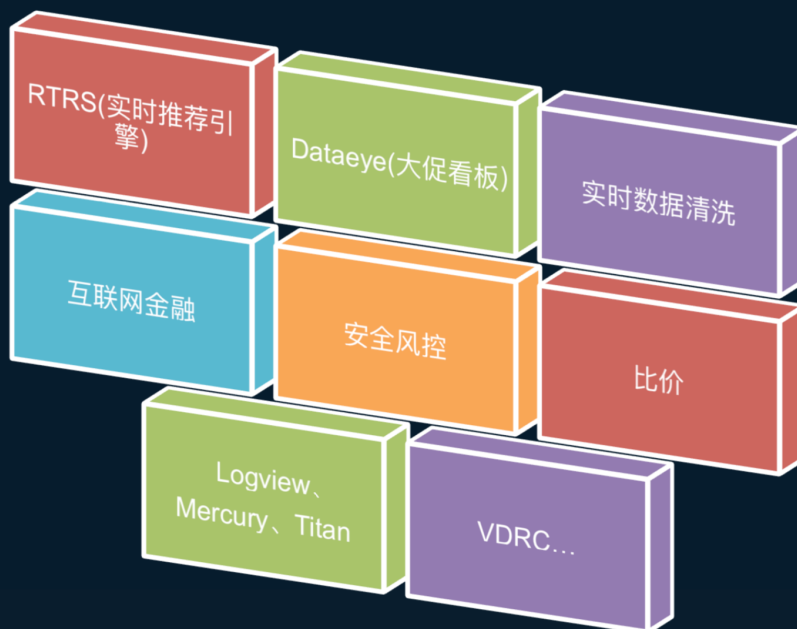 RTRS(实时推荐引
擎)
Dataeye(大促看板)
实时数据清洗
互联网金融
安全风控
比价
Logview、
Mercury、Titan
VDRC...